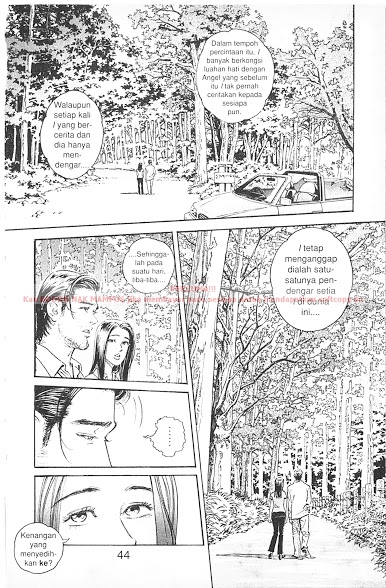 Dalam tempoh
percintaan itu, I
banyak berkongsi
luahan hati dengan
Angel yang sebelum
itu I tak pernah
ceritakan kepada
sesiapa
pun.
Walaupun
setiap kali
I yang ber-
cerita dan
dia hanya
men-
dengar....
I tetap
menganggap
dialah satu-
satunya pen-
dengar setia
I di dunia
ini....
....Sehingga-
lah pada
suatu hari,
tiba-tiba....
Kenangan
yang
menyedih-
kan ke?
44